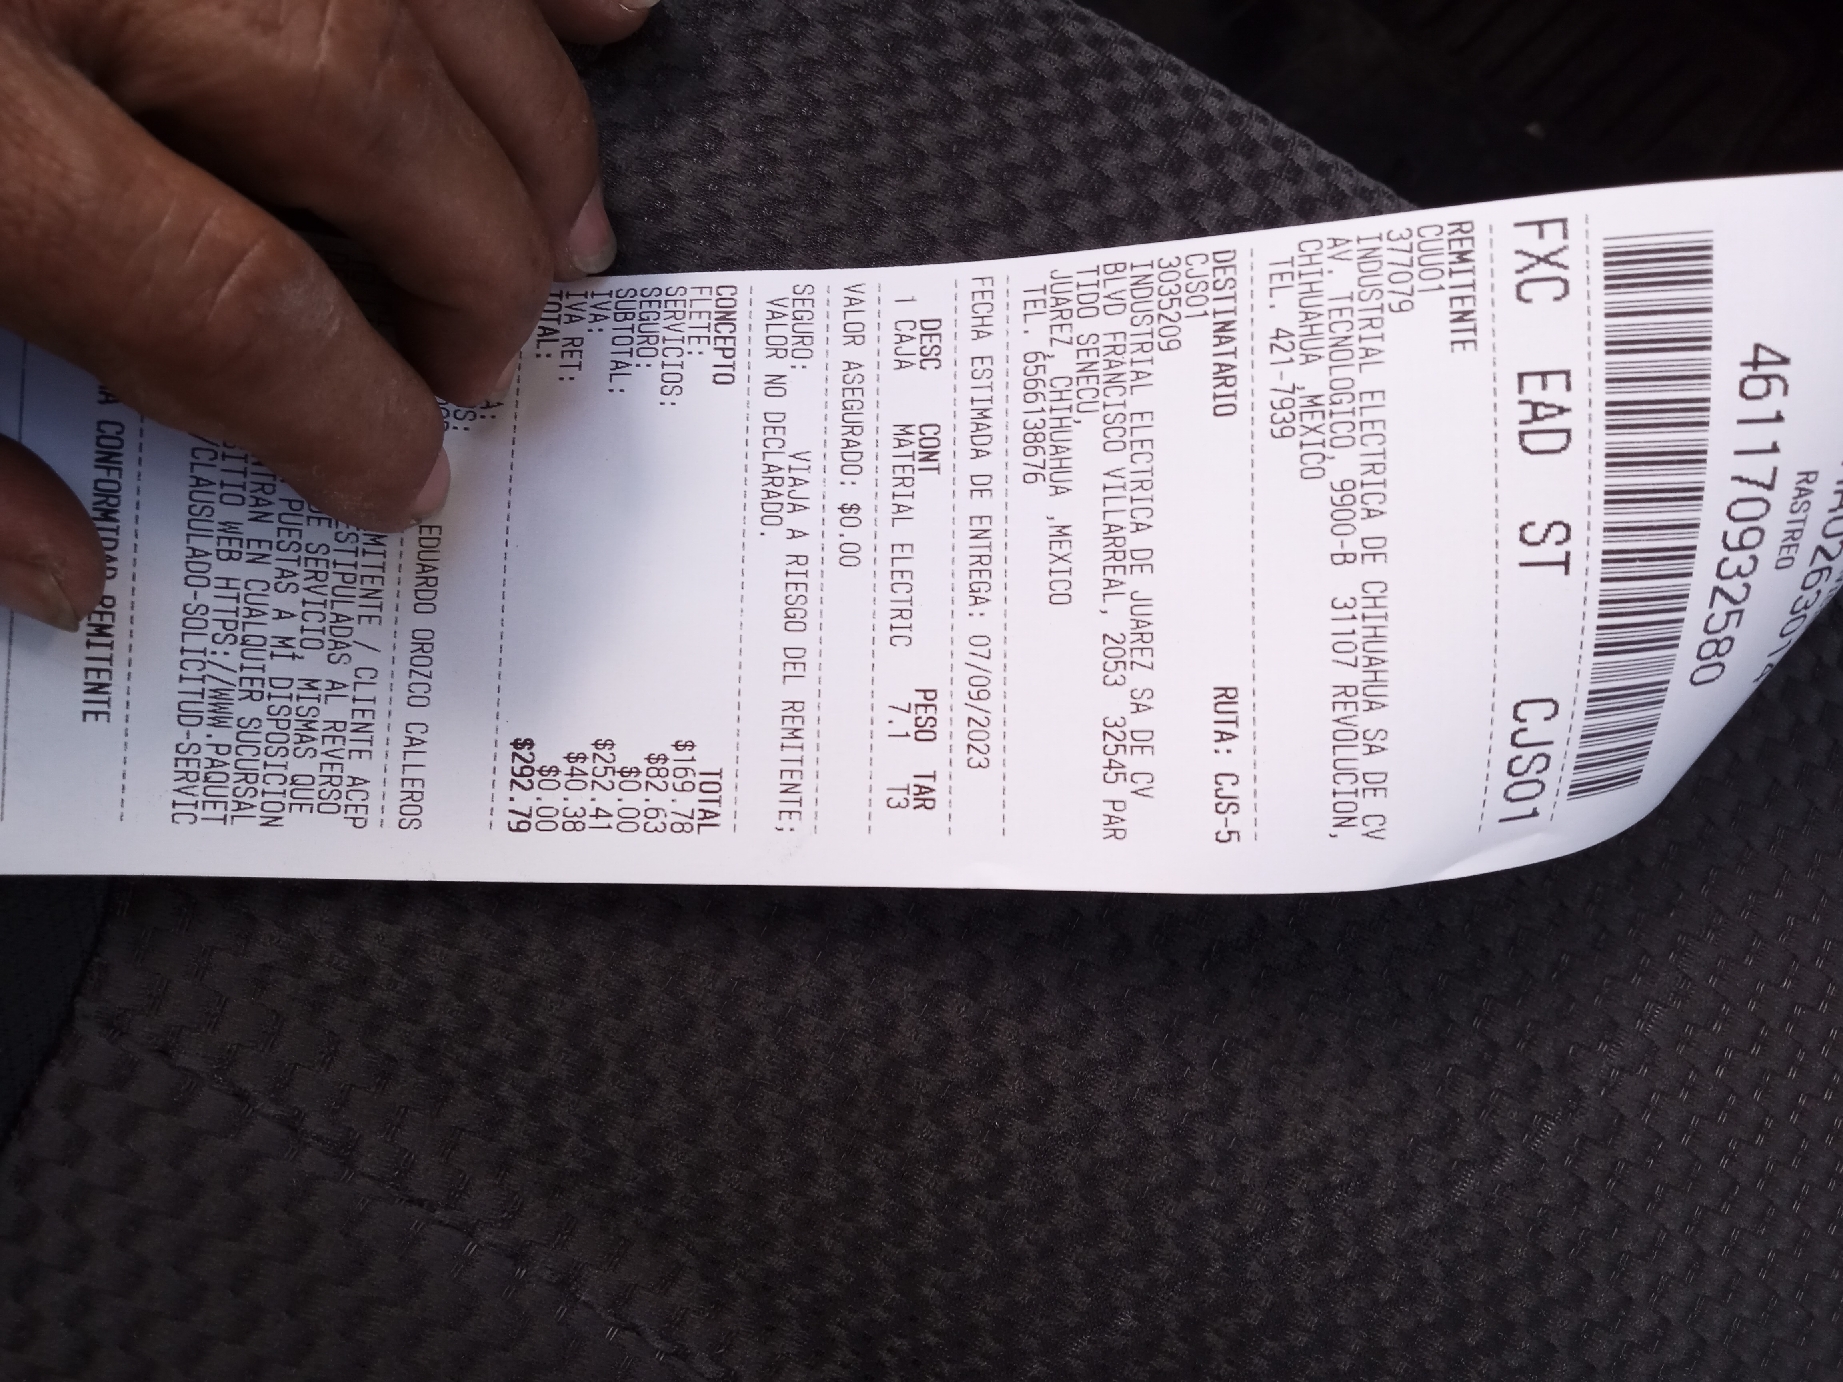 RASTREO
461170932580
FXC EAD ST CJS01
REMITENTE
CUU01
377079
INDUSTRIAL ELECTRICA DE CHIHUAHUA SA DE CV
AV. TECNOLOGICO, 9900-B 31107 REVOLUCION,
CHIHUAHUA ,MEXICO
TEL. 421-7939
DESTINATARIO RUTA: CJS-5
CJS01
3035209
INDUSTRIAL ELECTRICA DE JUAREZ SA DE CV
BLVD FRANCISCO VILLARREAL, 2053 32545 PAR
TIDO SENECU,
JUAREZ, CHIHUAHUA ,MEXICO
TEL. 6566138676
FECHA ESTIMADA DE ENTREGA: 07/09/2023
DESC CONT PESO TAR
1 CAJA MATERIAL ELECTRIC 7.1 T3
VALOR ASEGURADO: $0.00
SEGURO: VIAJA A RIESGO DEL REMITENTE;
VALOR NO DECLARADO.
CONCEPTO TOTAL
FLETE: $169.78
SERVICIOS: $82.63
SEGURO: $0.00
SUBTOTAL: $252.41
IVA: $40.38
IVA RET: $0.00
TOTAL: $292.79
EDUARDO OROZCO CALLEROS
MITENTE / CLIENTE ACEP
ESTIPULADAS AL REVERSO
DE SERVICIO, MISMAS QUE
PUESTAS A MÍ DISPOSICION
NTRAN EN CUALQUIER SUCURSAL
SITIO WEB HTTPS://WWW.PAQUET
/CLAUSULADO-SOLICITUD-SERVIC
CONFORMIDAD REMITENTE